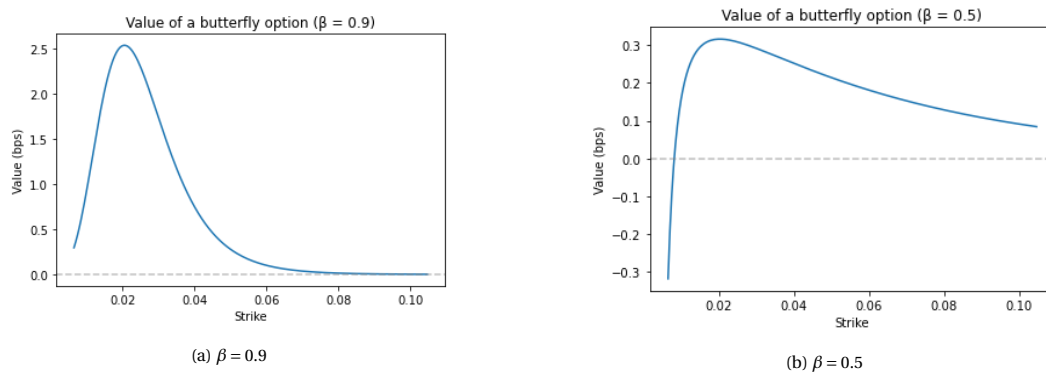 Value of a butterfly option (β = 0.9)
2.5
2.0
1.5
1.0
0.5
0.0
Value (bps)
0.02 0.04 0.06 0.08 0.10
Strike
(a) β = 0.9
Value of a butterfly option (β = 0.5)
0.3
0.2
0.1
0.0
−0.1
−0.2
−0.3
Value (bps)
0.02 0.04 0.06 0.08 0.10
Strike
(b) β = 0.5